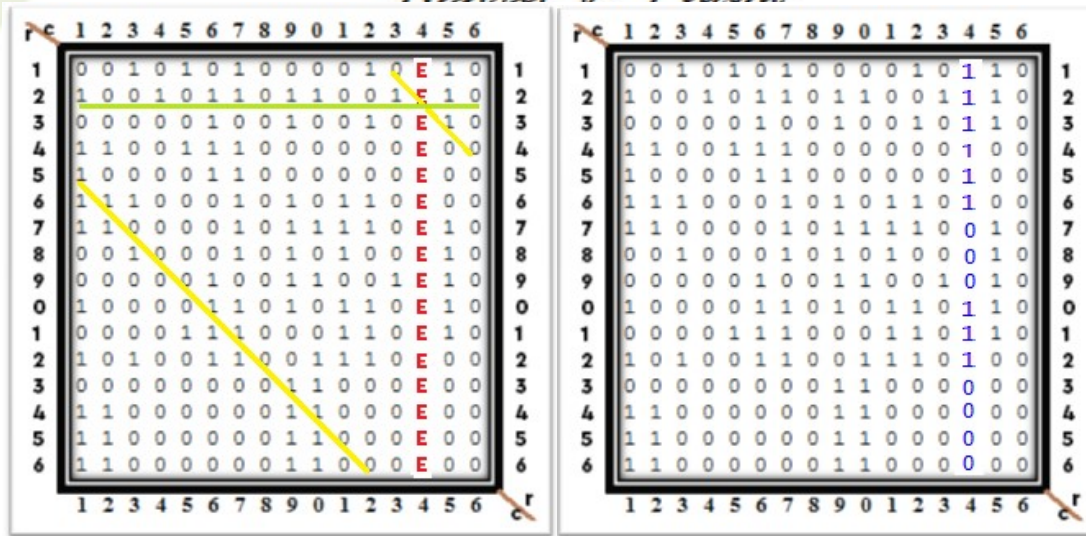 r c 1 2 3 4 5 6 7 8 9 0 1 2 3 4 5 6
1 0 0 1 0 1 0 1 0 0 0 0 1 0 E 1 0 1
2 1 0 0 1 0 1 1 0 1 1 0 0 1 E 1 0 2
3 0 0 0 0 0 1 0 0 1 0 0 1 0 E 1 0 3
4 1 1 0 0 1 1 1 0 0 0 0 0 0 E 0 0 4
5 1 0 0 0 0 1 1 0 0 0 0 0 0 E 0 0 5
6 1 1 1 0 0 0 1 0 0 0 1 1 0 E 0 0 6
7 1 1 0 0 0 0 1 0 1 1 1 1 0 E 1 0 7
8 0 0 1 0 0 0 1 0 1 0 1 0 0 E 1 0 8
9 0 0 0 0 0 1 0 0 1 1 0 0 1 E 1 0 9
0 1 0 0 0 0 1 0 1 0 0 1 1 0 E 1 0 0
1 0 0 0 0 1 1 1 0 0 0 1 1 0 E 1 0 1
2 1 0 1 0 0 1 1 0 0 1 1 1 0 E 0 0 2
3 0 0 0 0 0 0 0 0 1 1 0 0 0 E 0 0 3
4 1 1 0 0 0 0 0 0 1 1 0 0 0 E 0 0 4
5 1 1 0 0 0 0 0 0 1 1 0 0 0 E 0 0 5
6 1 1 0 0 0 0 0 0 1 1 0 0 0 E 0 0 6
1 2 3 4 5 6 7 8 9 0 1 2 3 4 5 6 c r
r c 1 2 3 4 5 6 7 8 9 0 1 2 3 4 5 6
1 0 0 1 0 1 0 1 0 0 0 0 1 0 1 1 0 1
2 1 0 0 1 0 1 1 0 1 1 0 0 1 1 1 0 2
3 0 0 0 0 0 1 0 0 1 0 0 1 0 1 1 0 3
4 1 1 0 0 1 1 1 0 0 0 0 0 0 1 0 0 4
5 1 0 0 0 0 1 1 0 0 0 0 0 0 1 0 0 5
6 1 1 1 0 0 0 1 0 0 0 1 1 0 1 0 0 6
7 1 1 0 0 0 0 1 0 1 1 1 1 0 0 1 0 7
8 0 0 1 0 0 0 1 0 1 0 1 0 0 0 1 0 8
9 0 0 0 0 0 1 0 0 1 1 0 0 1 0 1 0 9
0 1 0 0 0 0 1 0 1 0 0 1 1 0 1 1 0 0
1 0 0 0 0 1 1 1 0 0 0 1 1 0 1 1 0 1
2 1 0 1 0 0 1 1 0 0 1 1 1 0 1 0 0 2
3 0 0 0 0 0 0 0 0 1 1 0 0 0 0 0 0 3
4 1 1 0 0 0 0 0 0 1 1 0 0 0 0 0 0 4
5 1 1 0 0 0 0 0 0 1 1 0 0 0 0 0 0 5
6 1 1 0 0 0 0 0 0 1 1 0 0 0 0 0 0 6
1 2 3 4 5 6 7 8 9 0 1 2 3 4 5 6 c r